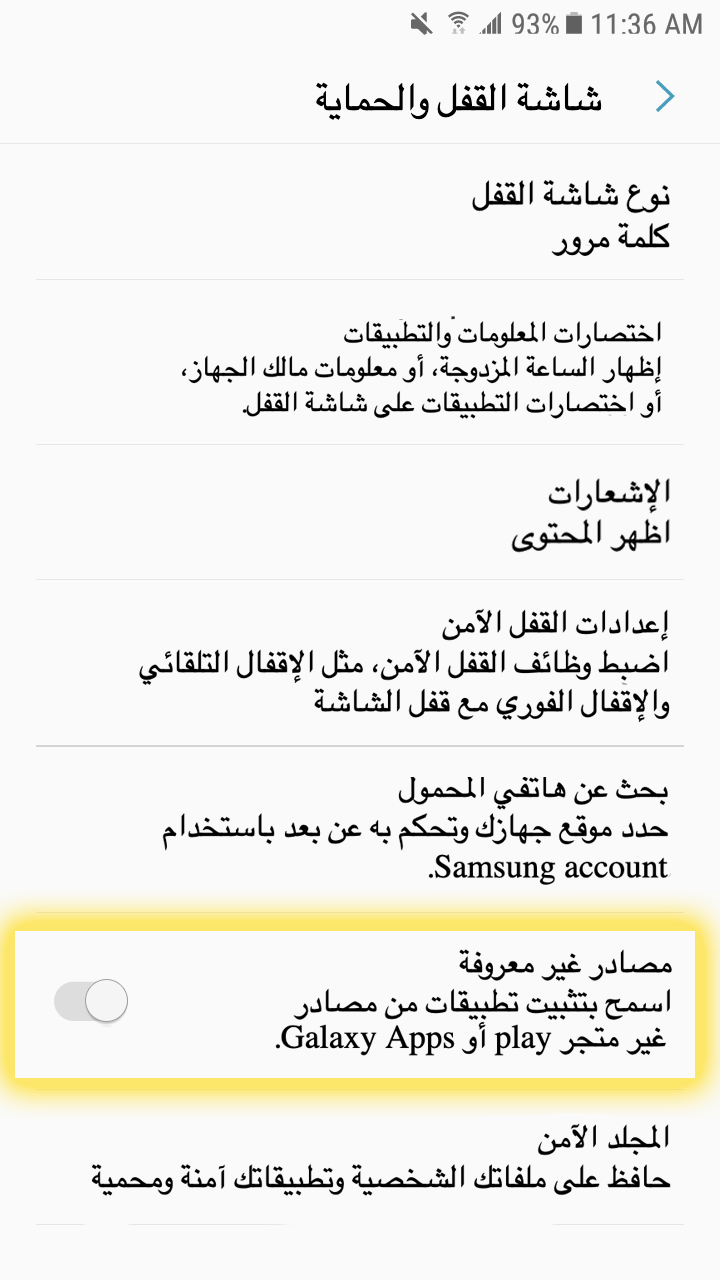 93% 11:36 AM
شاشة القفل والحماية
نوع شاشة القفل
كلمة مرور
اختصارات المعلومات والتطبيقات
إظهار الساعة المزدوجة، أو معلومات مالك الجهاز،
أو اختصارات التطبيقات على شاشة القفل.
الإشعارات
اظهر المحتوى
إعدادات القفل الآمن
اضبط وظائف القفل الآمن، مثل الإقفال التلقائي
والإقفال الفوري مع قفل الشاشة
بحث عن هاتفي المحمول
حدد موقع جهازك وتحكم به عن بعد باستخدام
Samsung account.
مصادر غير معروفة
اسمح بتثبيت تطبيقات من مصادر
غير متجر play أو Galaxy Apps.
المجلد الآمن
حافظ على ملفاتك الشخصية وتطبيقاتك آمنة ومحمية